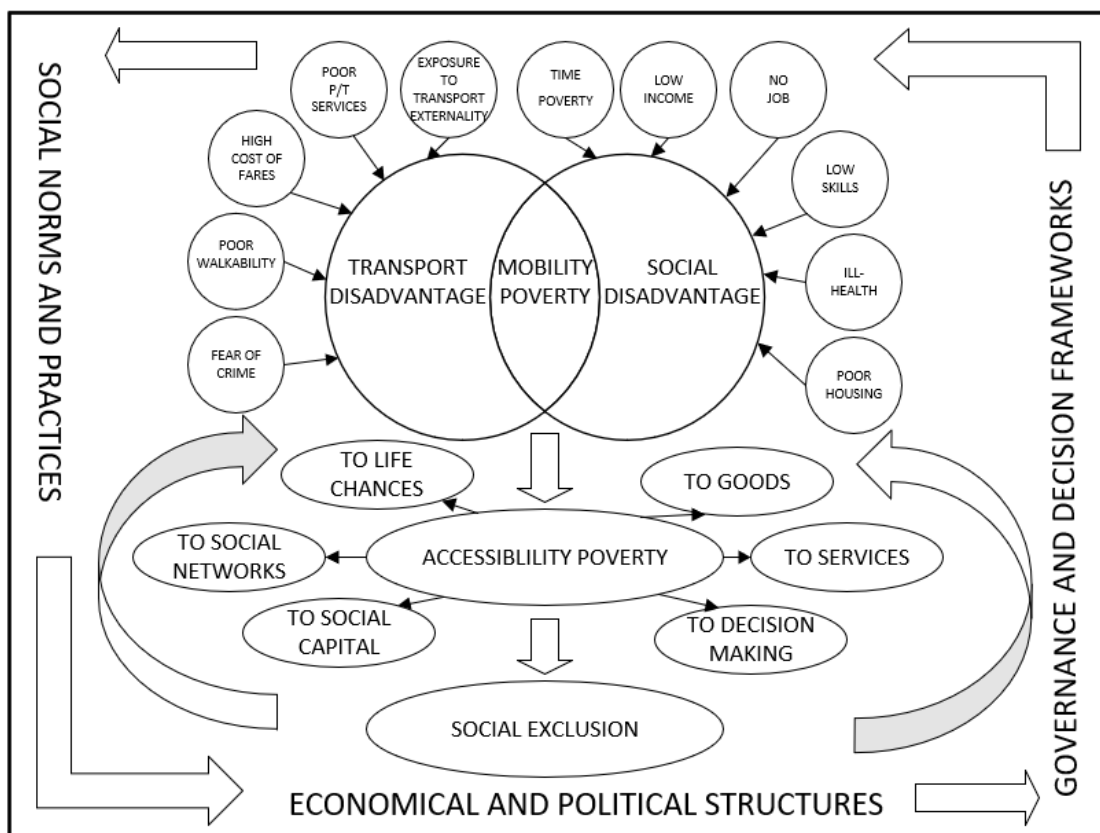 SOCIAL NORMS AND PRACTICES
POOR
P/T
SERVICES
EXPOSURE
TO
TRANSPORT
EXTERNALITY
TIME
POVERTY
LOW
INCOME
NO
JOB
HIGH
COST OF
FARES
LOW
SKILLS
POOR
WALKABILITY
ILL-
HEALTH
FEAR OF
CRIME
POOR
HOUSING
TRANSPORT
DISADVANTAGE
MOBILITY
POVERTY
SOCIAL
DISADVANTAGE
TO LIFE
CHANCES
TO GOODS
TO SOCIAL
NETWORKS
ACCESSIBLILITY POVERTY
TO SERVICES
TO SOCIAL
CAPITAL
TO DECISION
MAKING
SOCIAL EXCLUSION
ECONOMICAL AND POLITICAL STRUCTURES
GOVERNANCE AND DECISION FRAMEWORKS